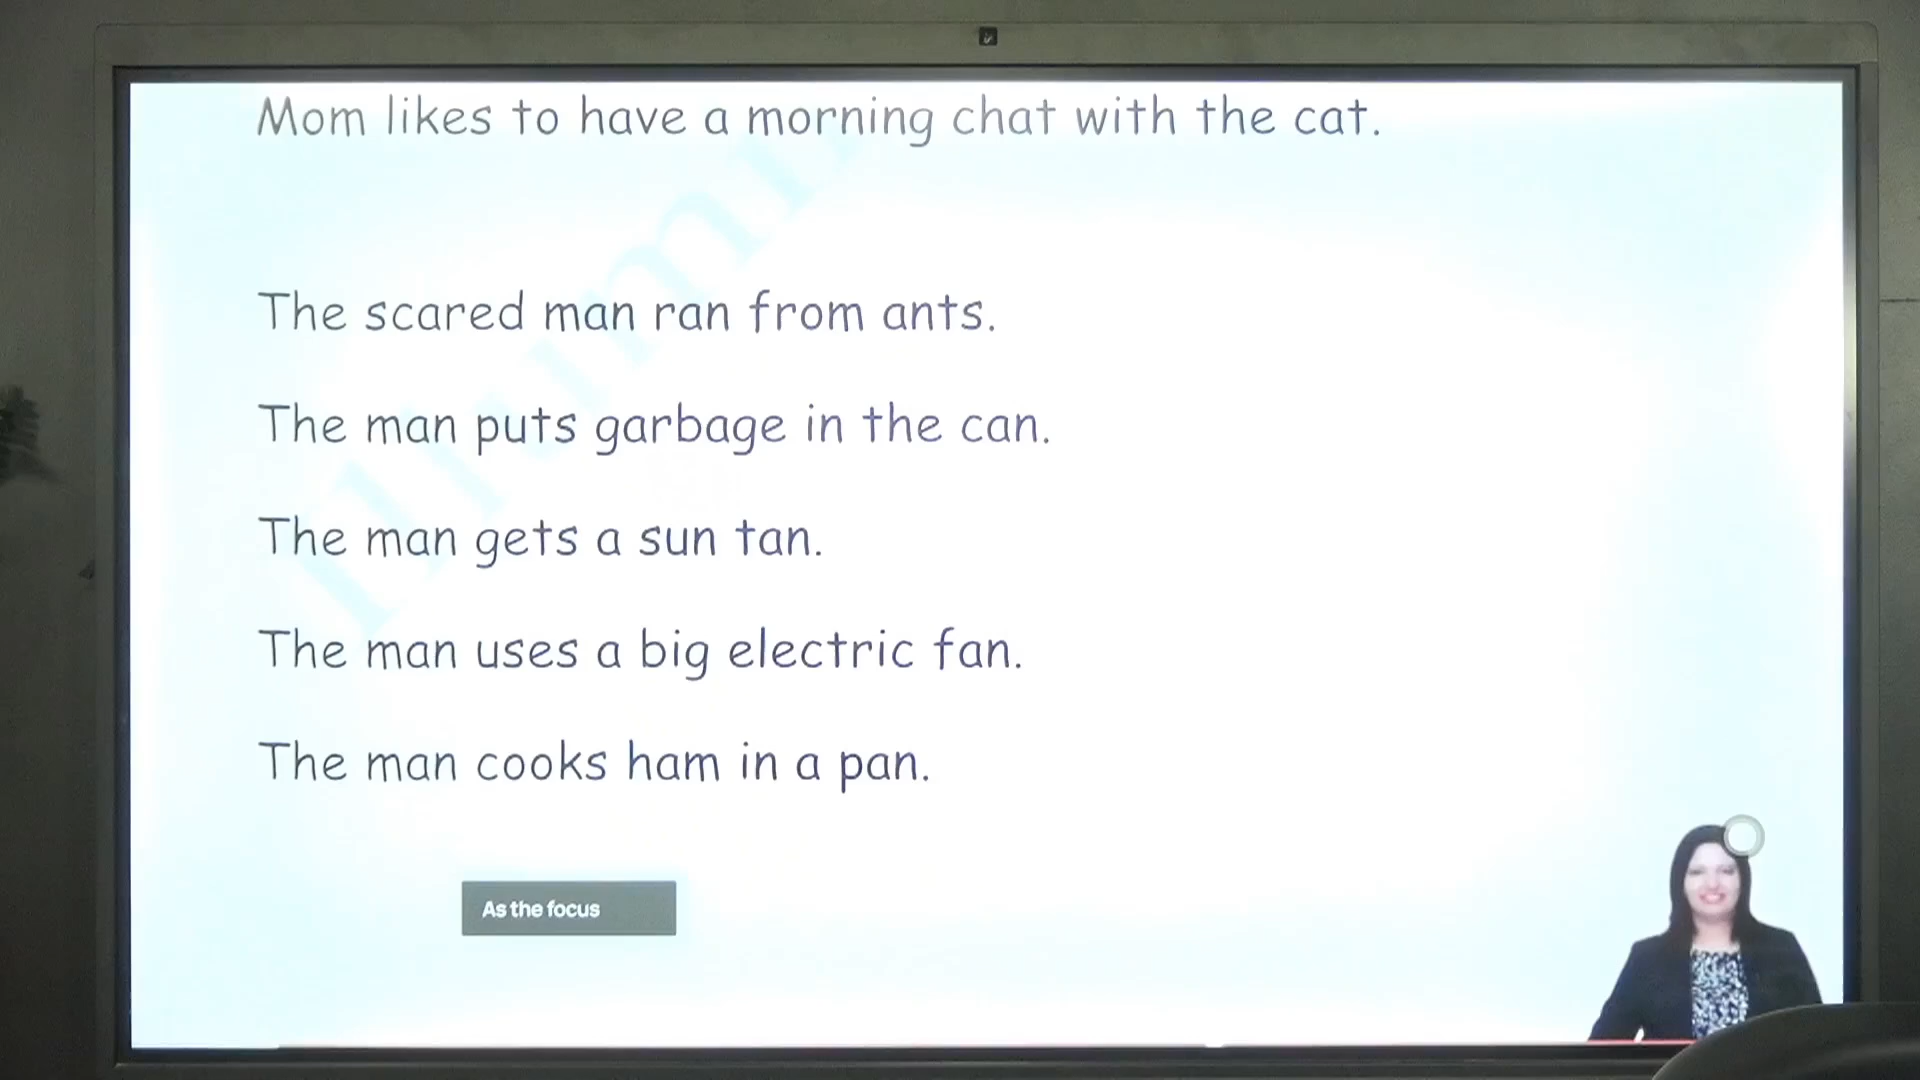 Mom likes to have a morning chat with the cat.
The scared man ran from ants.
The man puts garbage in the can.
The man gets a sun tan.
The man uses a big electric fan.
The man cooks ham in a pan.
As the focus